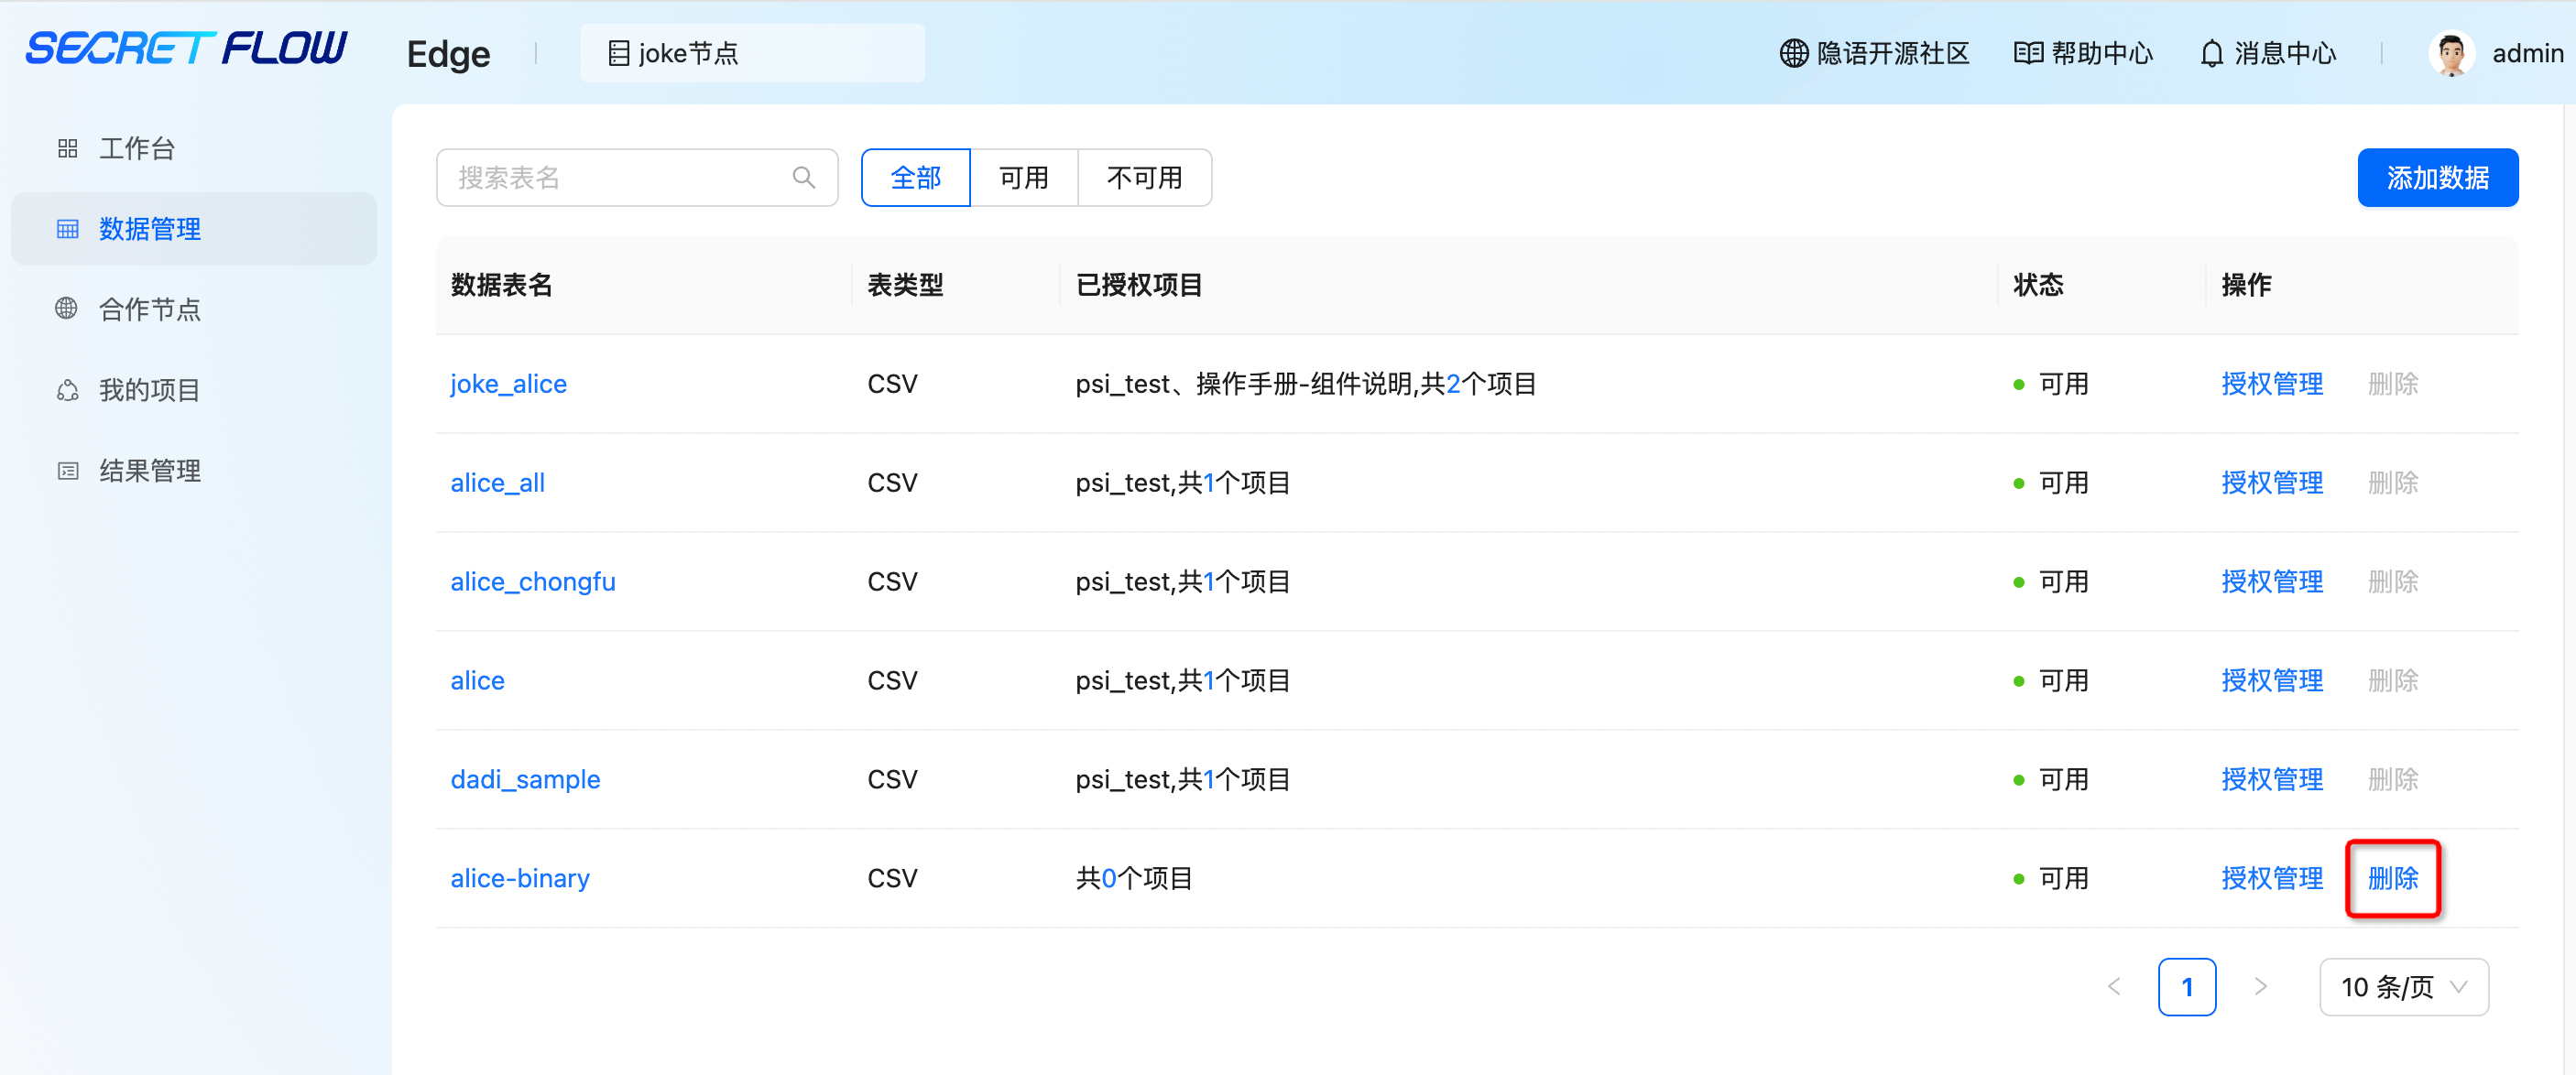 SECRET FLOW Edge joke节点 隐语开源社区 帮助中心 消息中心 admin
工作台
数据管理
合作节点
我的项目
结果管理
搜索表名 全部 可用 不可用 添加数据
数据表名 表类型 已授权项目 状态 操作
joke_alice CSV psi_test、操作手册-组件说明,共2个项目 可用 授权管理 删除
alice_all CSV psi_test,共1个项目 可用 授权管理 删除
alice_chongfu CSV psi_test,共1个项目 可用 授权管理 删除
alice CSV psi_test,共1个项目 可用 授权管理 删除
dadi_sample CSV psi_test,共1个项目 可用 授权管理 删除
alice-binary CSV 共0个项目 可用 授权管理 删除
< 1 > 10 条/页